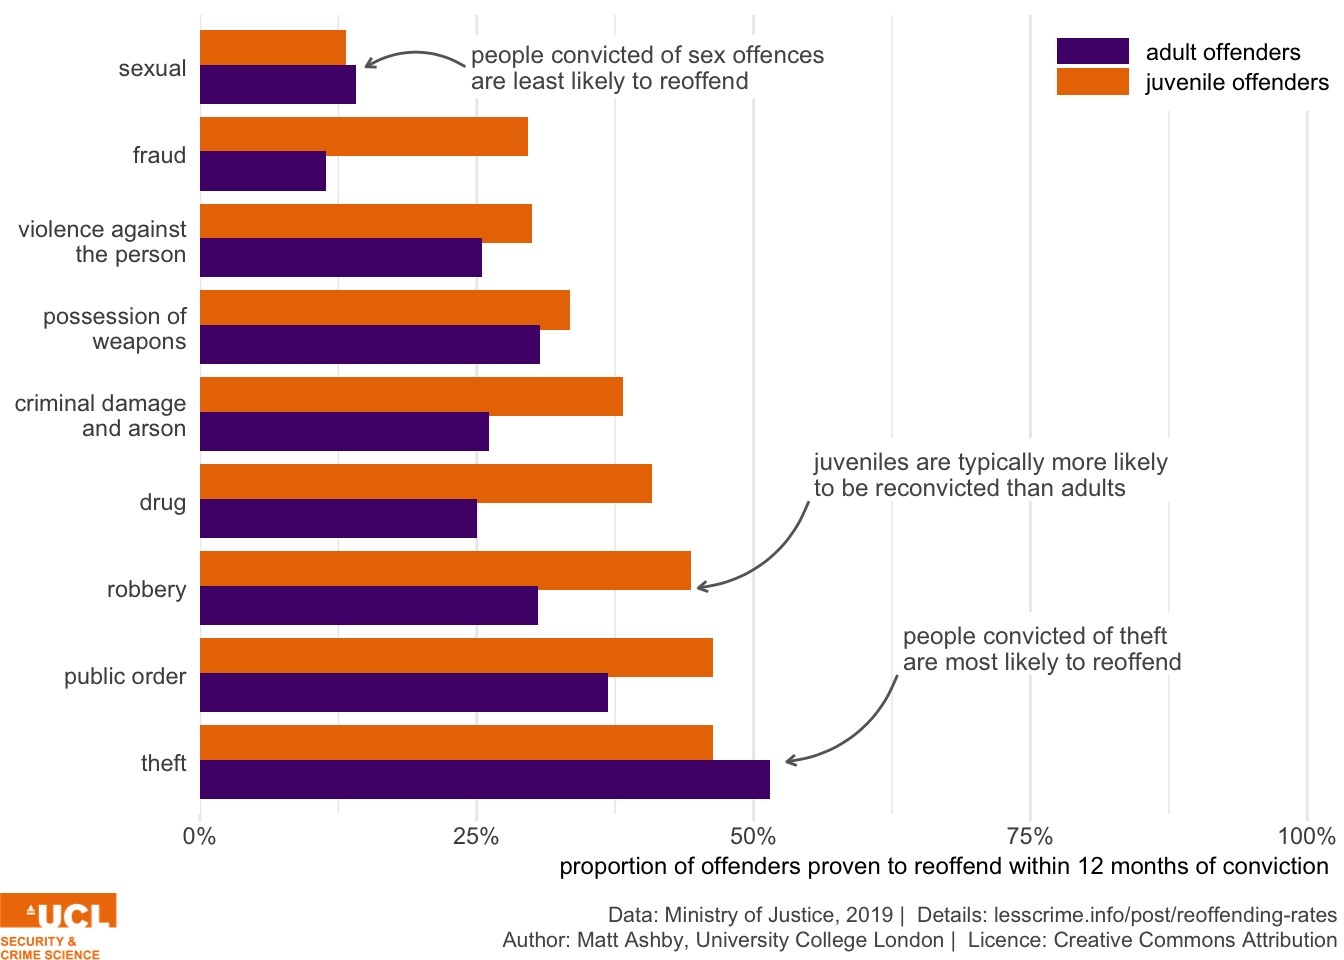 sexual
people convicted of sex offences
are least likely to reoffend
adult offenders
juvenile offenders
fraud
violence against
the person
possession of
weapons
criminal damage
and arson
drug
juveniles are typically more likely
to be reconvicted than adults
robbery
people convicted of theft
are most likely to reoffend
public order
theft
0% 25% 50% 75% 100%
proportion of offenders proven to reoffend within 12 months of conviction
UCL
SECURITY &
CRIME SCIENCE
Data: Ministry of Justice, 2019 | Details: lesscrime.info/post/reoffending-rates
Author: Matt Ashby, University College London | Licence: Creative Commons Attribution